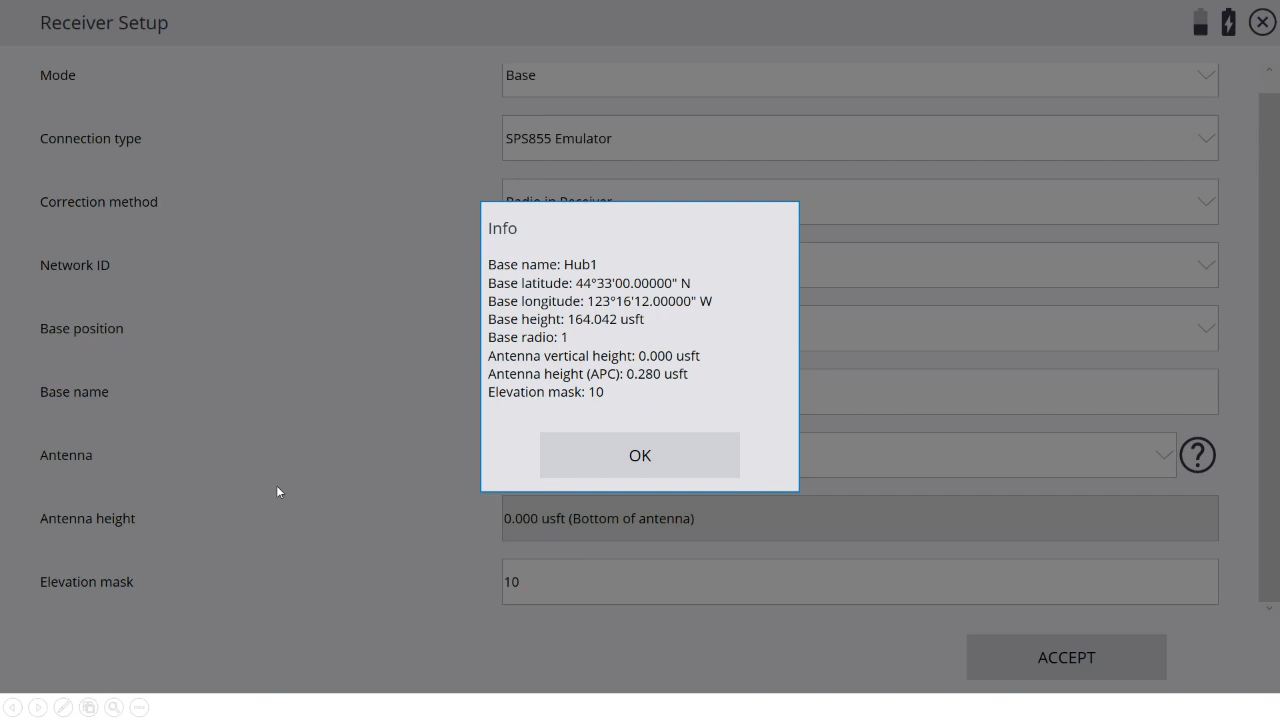 Receiver Setup
Mode
Base
Connection type
SPS855 Emulator
Correction method
Radio in Receiver
Network ID
Base position
Base name
Antenna
Antenna height
0.000 usft (Bottom of antenna)
Elevation mask
10
Info
Base name: Hub1
Base latitude: 44°33'00.00000" N
Base longitude: 123°16'12.00000" W
Base height: 164.042 usft
Base radio: 1
Antenna vertical height: 0.000 usft
Antenna height (APC): 0.280 usft
Elevation mask: 10
OK
ACCEPT